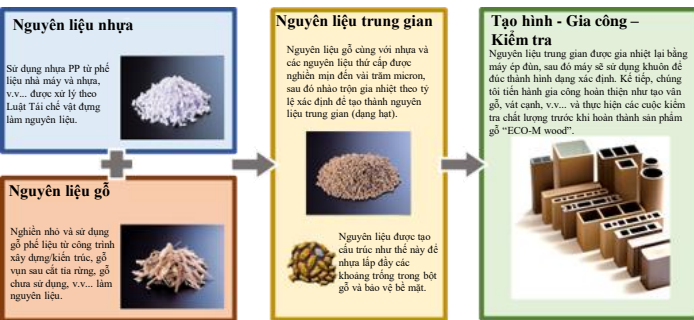 Nguyên liệu nhựa
Sử dụng nhựa PP từ phế
liệu nhà máy và nhựa,
v.v... được xử lý theo
Luật Tái chế vật đựng
làm nguyên liệu.
Nguyên liệu gỗ
Nghiền nhỏ và sử dụng
gỗ phế liệu từ công trình
xây dựng/kiến trúc, gỗ
vụn sau cắt tỉa rừng, gỗ
chưa sử dụng, v.v... làm
nguyên liệu.
Nguyên liệu trung gian
Nguyên liệu gỗ cùng với nhựa và
các nguyên liệu thứ cấp được
nghiền mịn đến vài trăm micron,
sau đó nhào trộn gia nhiệt theo tỷ
lệ xác định để tạo thành nguyên
liệu trung gian (dạng hạt).
Nguyên liệu được tạo
cấu trúc như thế này để
nhựa lấp đầy các
khoảng trống trong bột
gỗ và bảo vệ bề mặt.
Tạo hình - Gia công –
Kiểm tra
Nguyên liệu trung gian được gia nhiệt lại bằng
máy ép đùn, sau đó máy sẽ sử dụng khuôn để
đúc thành hình dạng xác định. Kế tiếp, chúng
tôi tiến hành gia công hoàn thiện như tạo vân
gỗ, vát cạnh, v.v... và thực hiện các cuộc kiểm
tra chất lượng trước khi hoàn thành sản phẩm
gỗ “ECO-M wood”.